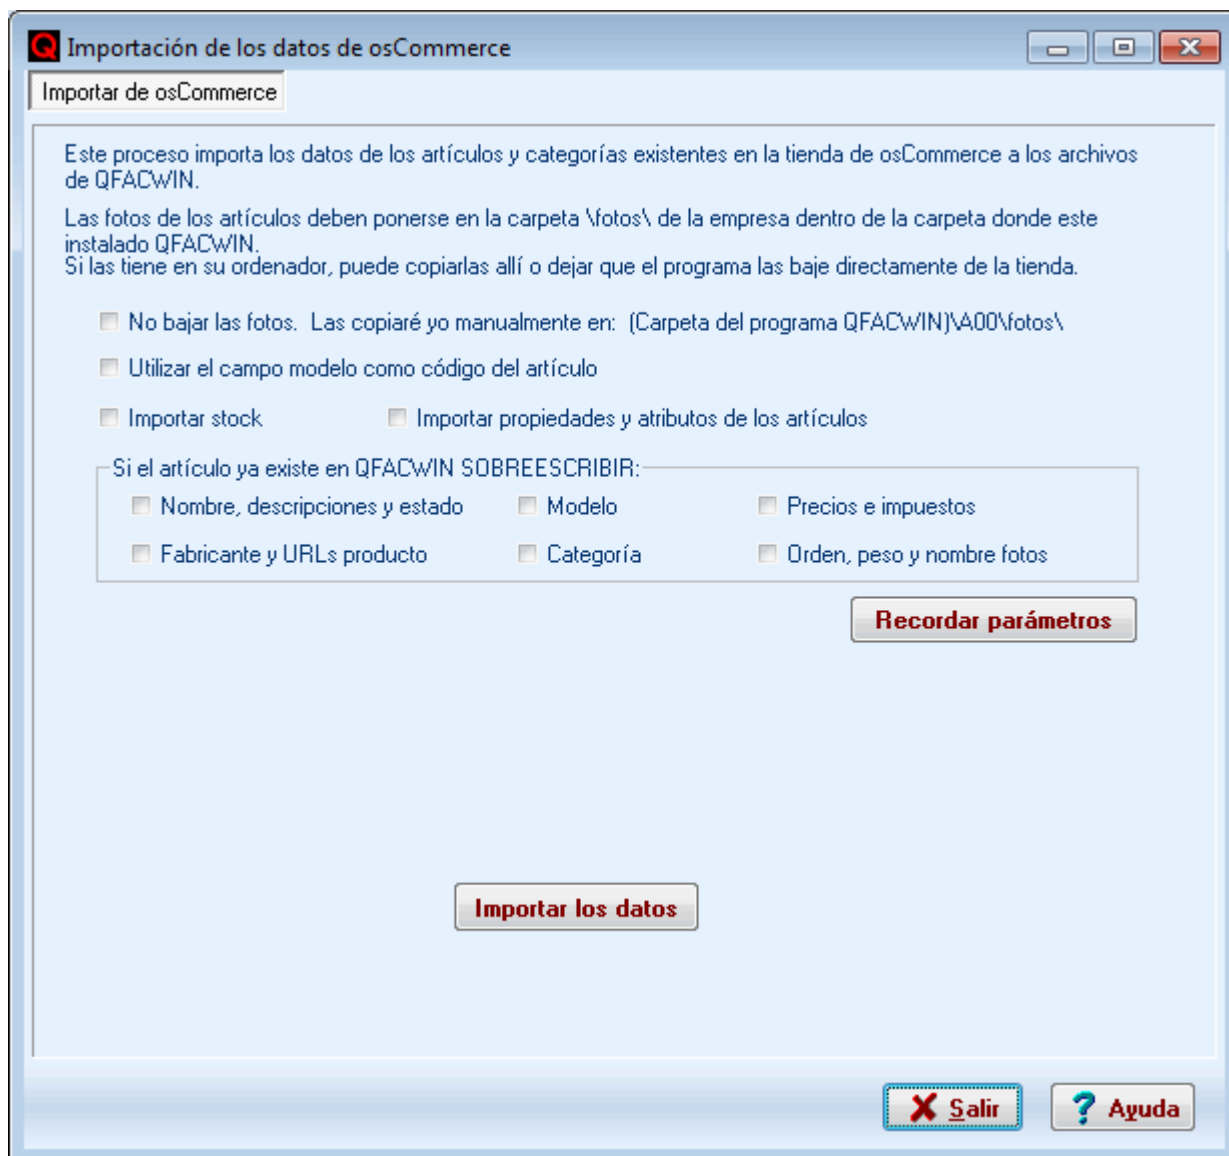 Importación de los datos de osCommerce
Importar de osCommerce
Este proceso importa los datos de los artículos y categorías existentes en la tienda de osCommerce a los archivos
de QFACWIN.
Las fotos de los artículos deben ponerse en la carpeta \fotos\ de la empresa dentro de la carpeta donde este
instalado QFACWIN.
Si las tiene en su ordenador, puede copiarlas allí o dejar que el programa las baje directamente de la tienda.
No bajar las fotos.  Las copiaré yo manualmente en:  (Carpeta del programa QFACWIN)\A00\fotos\
Utilizar el campo modelo como código del artículo
Importar stock Importar propiedades y atributos de los artículos
Si el artículo ya existe en QFACWIN SOBREESCRIBIR:
Nombre, descripciones y estado Modelo Precios e impuestos
Fabricante y URLs producto Categoría Orden, peso y nombre fotos
Recordar parámetros
Importar los datos
Salir ? Ayuda